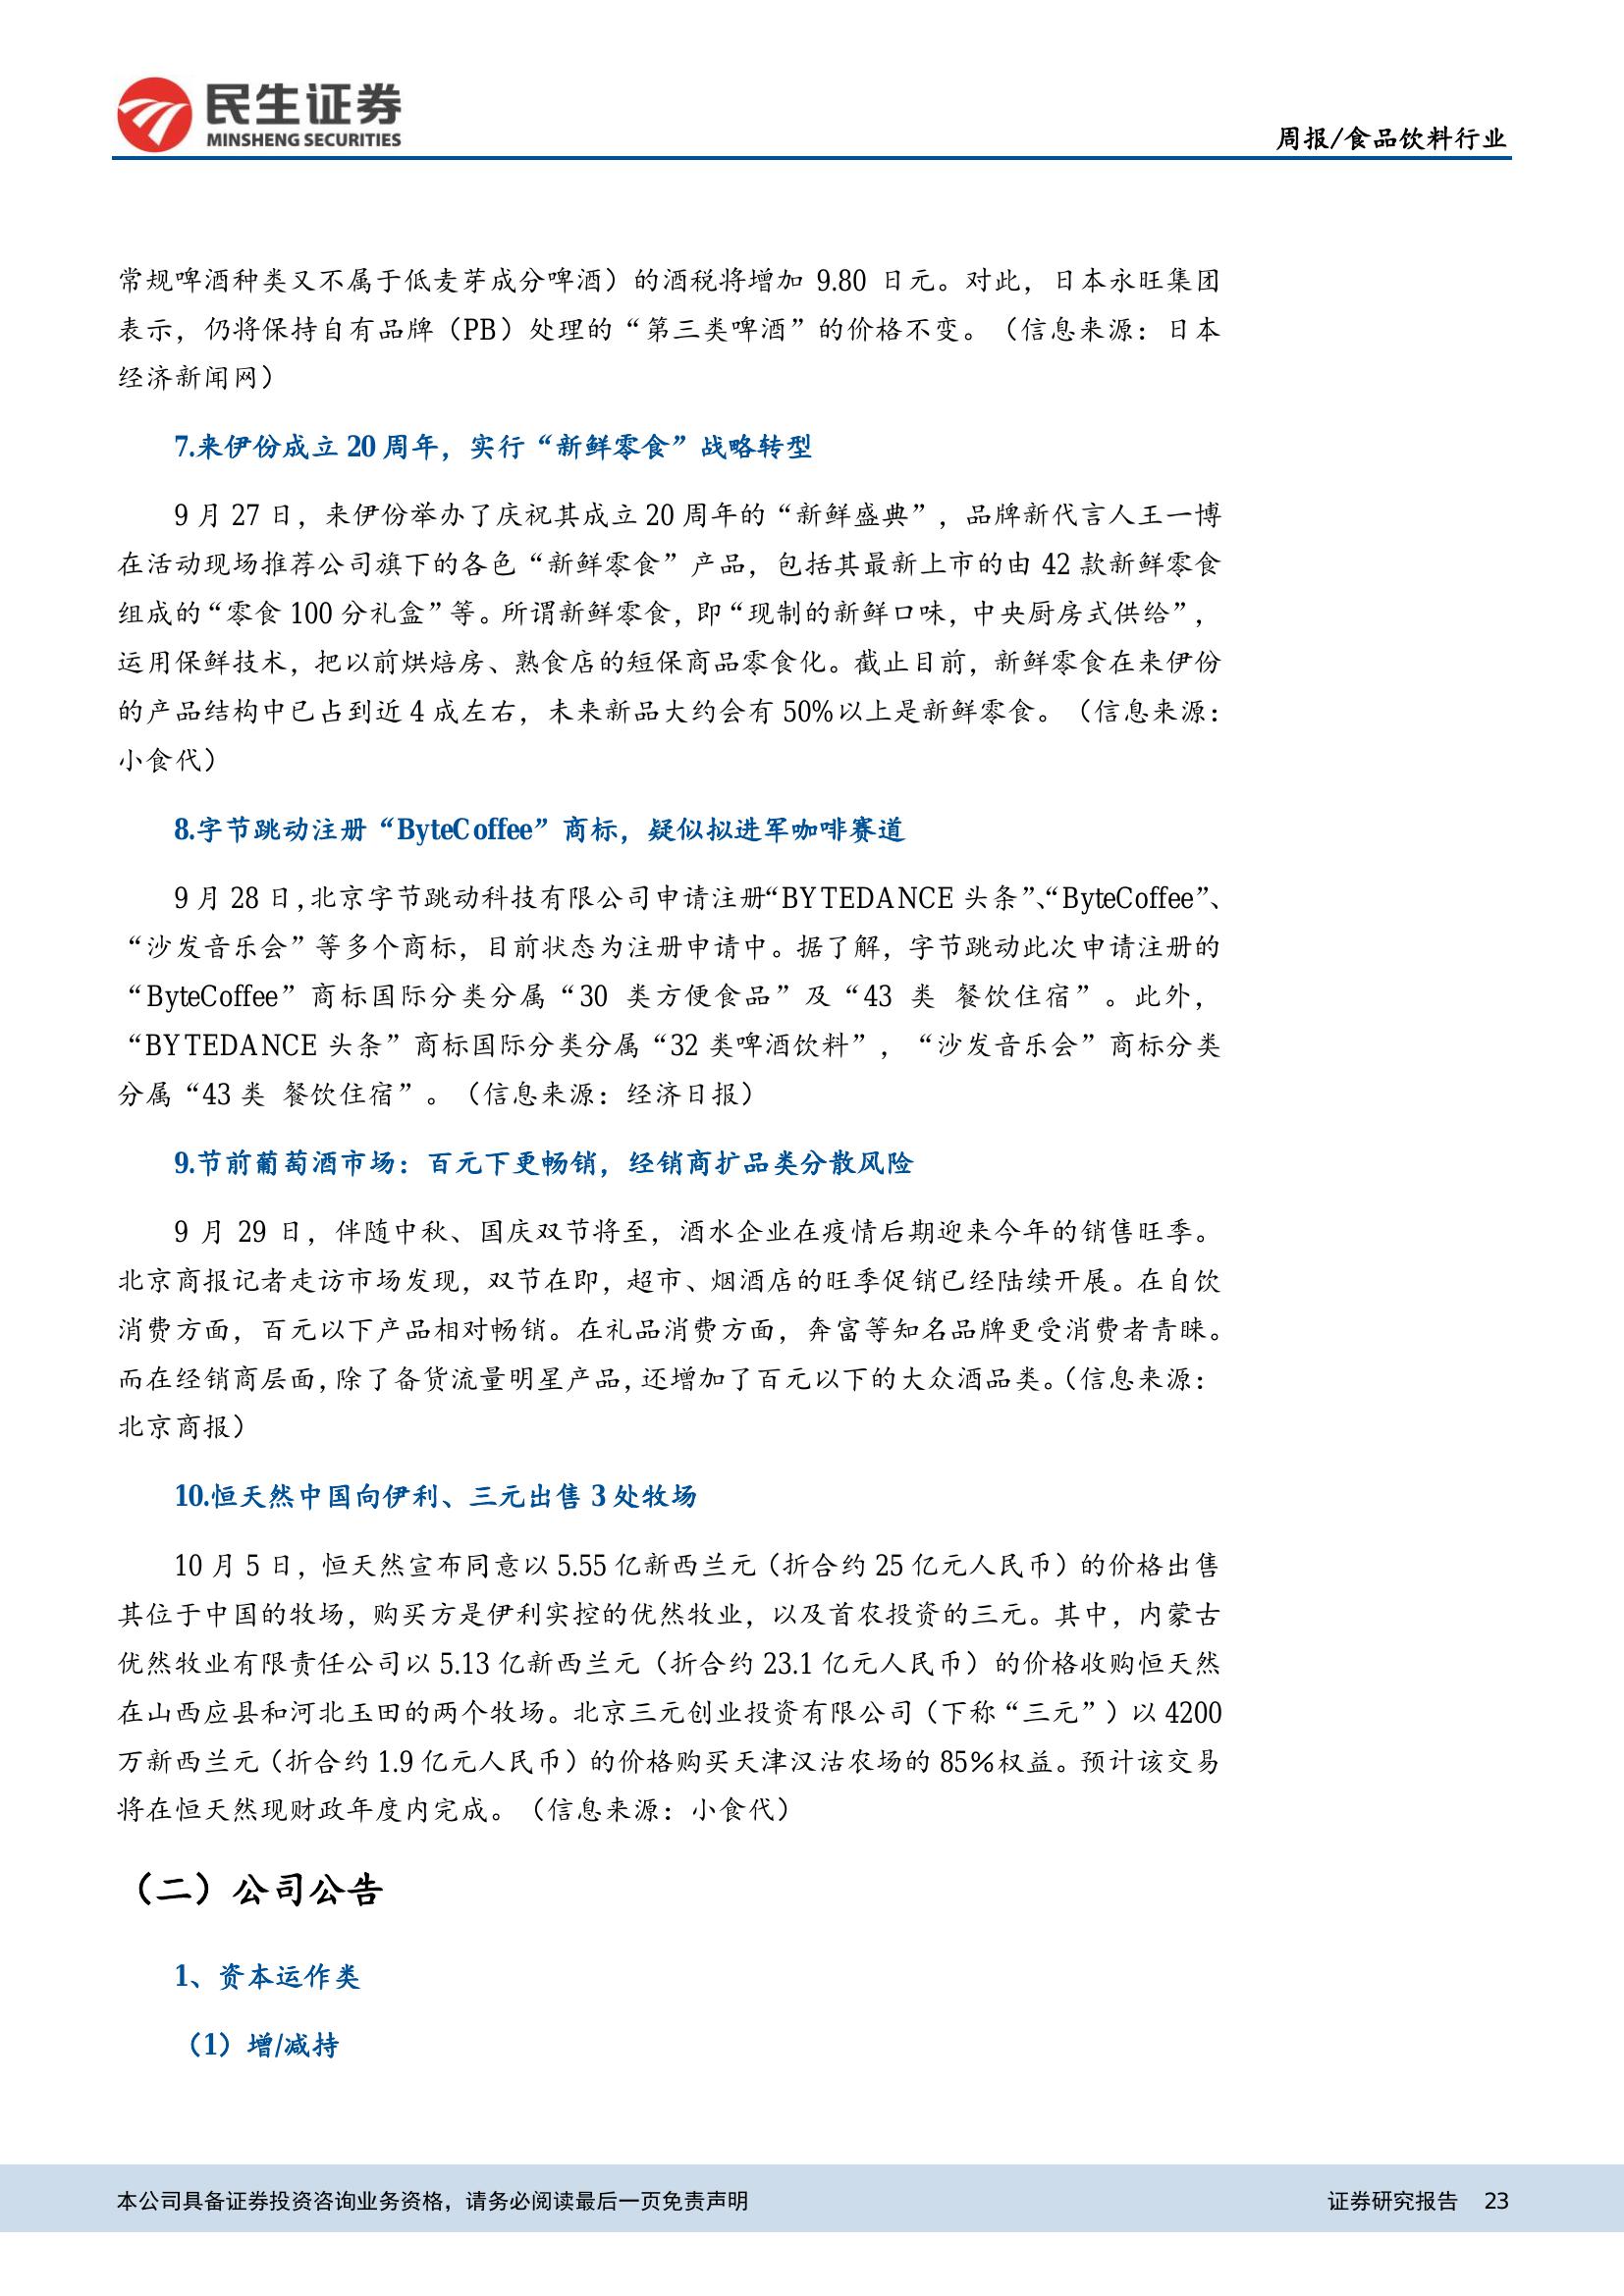 民生证券
MINSHENG SECURITIES
周报/食品饮料行业
常规啤酒种类又不属于低麦芽成分啤酒）的酒税将增加 9.80 日元。对此，日本永旺集团
表示，仍将保持自有品牌（PB）处理的“第三类啤酒”的价格不变。（信息来源：日本
经济新闻网）
7.来伊份成立 20 周年，实行“新鲜零食”战略转型
9 月 27 日，来伊份举办了庆祝其成立 20 周年的“新鲜盛典”，品牌新代言人王一博
在活动现场推荐公司旗下的各色“新鲜零食”产品，包括其最新上市的由 42 款新鲜零食
组成的“零食 100 分礼盒”等。所谓新鲜零食，即“现制的新鲜口味，中央厨房式供给”，
运用保鲜技术，把以前烘焙房、熟食店的短保商品零食化。截止目前，新鲜零食在来伊份
的产品结构中已占到近 4 成左右，未来新品大约会有 50%以上是新鲜零食。（信息来源：
小食代）
8.字节跳动注册“ByteCoffee”商标，疑似拟进军咖啡赛道
9 月 28 日，北京字节跳动科技有限公司申请注册“BYTEDANCE 头条”、“ByteCoffee”、
“沙发音乐会”等多个商标，目前状态为注册申请中。据了解，字节跳动此次申请注册的
“ByteCoffee”商标国际分类分属“30 类方便食品”及“43 类 餐饮住宿”。此外，
“BYTEDANCE 头条”商标国际分类分属“32 类啤酒饮料”，“沙发音乐会”商标分类
分属“43 类 餐饮住宿”。（信息来源：经济日报）
9.节前葡萄酒市场：百元下更畅销，经销商扩品类分散风险
9 月 29 日，伴随中秋、国庆双节将至，酒水企业在疫情后期迎来今年的销售旺季。
北京商报记者走访市场发现，双节在即，超市、烟酒店的旺季促销已经陆续开展。在自饮
消费方面，百元以下产品相对畅销。在礼品消费方面，奔富等知名品牌更受消费者青睐。
而在经销商层面，除了备货流量明星产品，还增加了百元以下的大众酒品类。（信息来源：
北京商报）
10.恒天然中国向伊利、三元出售 3 处牧场
10 月 5 日，恒天然宣布同意以 5.55 亿新西兰元（折合约 25 亿元人民币）的价格出售
其位于中国的牧场，购买方是伊利实控的优然牧业，以及首农投资的三元。其中，内蒙古
优然牧业有限责任公司以 5.13 亿新西兰元（折合约 23.1 亿元人民币）的价格收购恒天然
在山西应县和河北玉田的两个牧场。北京三元创业投资有限公司（下称“三元”）以 4200
万新西兰元（折合约 1.9 亿元人民币）的价格购买天津汉沽农场的 85%权益。预计该交易
将在恒天然现财政年度内完成。（信息来源：小食代）
（二）公司公告
1、资本运作类
（1）增/减持
本公司具备证券投资咨询业务资格，请务必阅读最后一页免责声明
证券研究报告 23